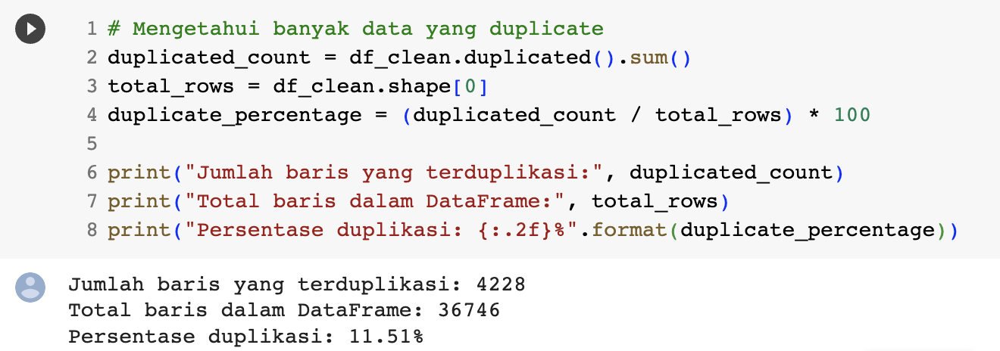 1 # Mengetahui banyak data yang duplicate
2 duplicated_count = df_clean.duplicated().sum()
3 total_rows = df_clean.shape[0]
4 duplicate_percentage = (duplicated_count / total_rows) * 100
5
6 print("Jumlah baris yang terduplikasi:", duplicated_count)
7 print("Total baris dalam DataFrame:", total_rows)
8 print("Persentase duplikasi: {:.2f}%".format(duplicate_percentage))
Jumlah baris yang terduplikasi: 4228
Total baris dalam DataFrame: 36746
Persentase duplikasi: 11.51%